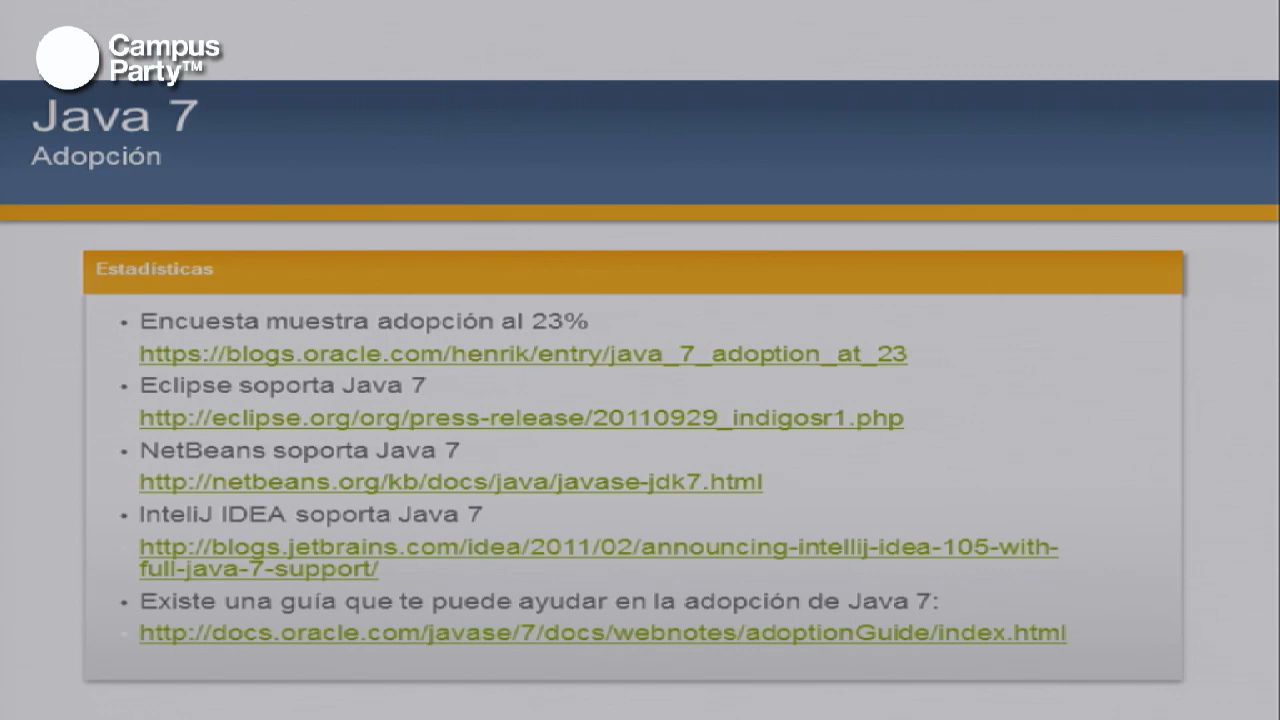 Campus
Party™
Java 7
Adopción
Estadísticas
• Encuesta muestra adopción al 23%
https://blogs.oracle.com/henrik/entry/java_7_adoption_at_23
• Eclipse soporta Java 7
http://eclipse.org/org/press-release/20110929_indigosr1.php
• NetBeans soporta Java 7
http://netbeans.org/kb/docs/java/javase-jdk7.html
• InteliJ IDEA soporta Java 7
http://blogs.jetbrains.com/idea/2011/02/announcing-intellij-idea-105-with-
full-java-7-support/
• Existe una guía que te puede ayudar en la adopción de Java 7:
http://docs.oracle.com/javase/7/docs/webnotes/adoptionGuide/index.html